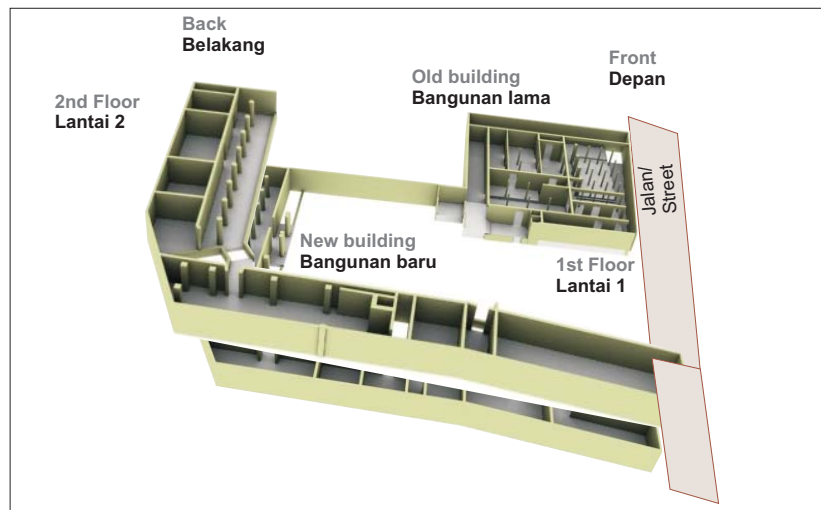 Back
Belakang
Front
Depan
Old building
Bangunan lama
2nd Floor
Lantai 2
Jalan/
Street
New building
Bangunan baru
1st Floor
Lantai 1